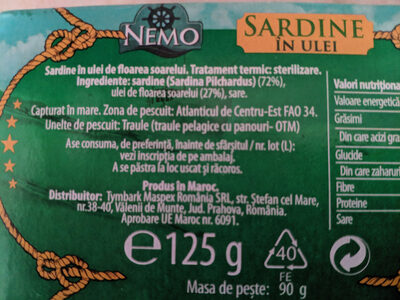 NEMO
SARDINE
ÎN ULEI
Sardine în ulei de floarea soarelui. Tratament termic: sterilizare.
Ingrediente: sardine (Sardina Pilchardus) (72%),
ulei de floarea soarelui (27%), sare.
Capturat în mare. Zona de pescuit: Atlanticul de Centru-Est FAO 34.
Unelte de pescuit: Traule (traule pelagice cu panouri- OTM)
A se consuma, de preferință, înainte de sfârșitul / nr. lot (L):
vezi inscripția pe ambalaj.
A se păstra la loc uscat și răcoros.
Produs în Maroc.
Distribuitor: Tymbark Maspex România SRL, str. Ștefan cel Mare,
nr.38-40, Vălenii de Munte, Jud. Prahova, România.
Aprobare UE Maroc nr. 6091.
e 125 g
40
FE
Masa de pește: 90 g
Valori nutriționa
Valoare energetică
Grăsimi
Din care acizi gra
Glucide
Din care zaharuri
Fibre
Proteine
Sare